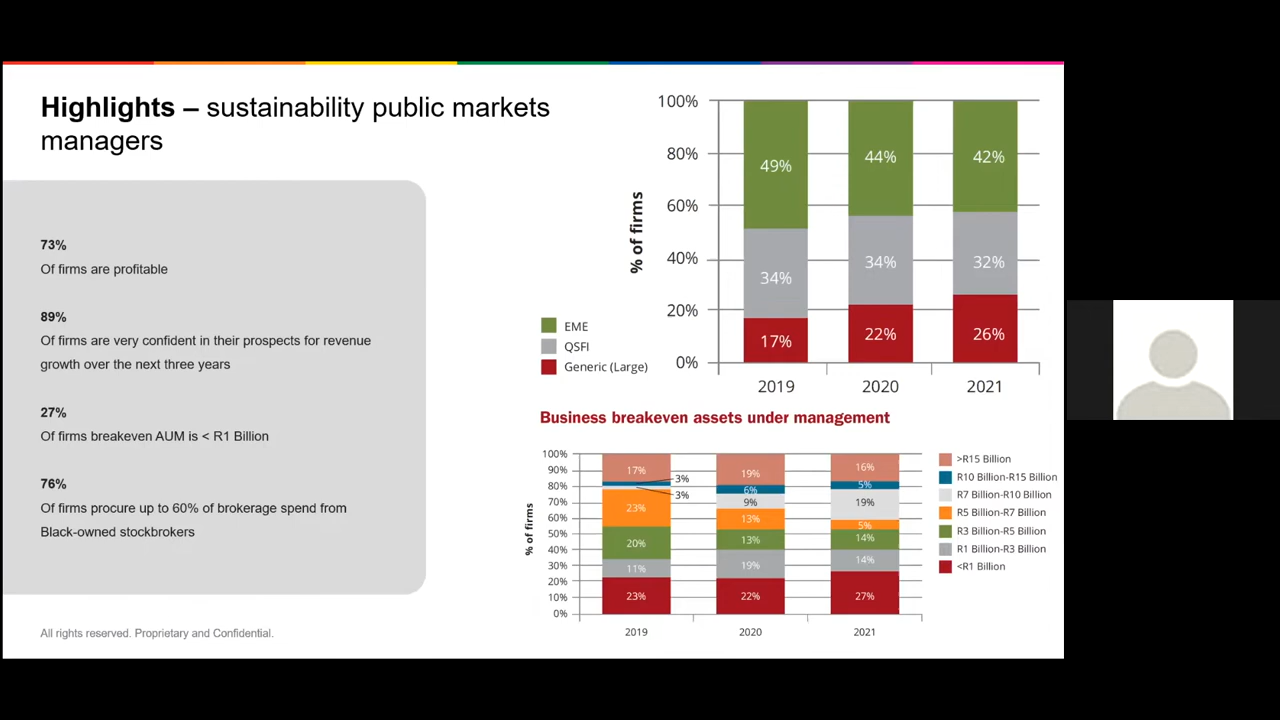 Highlights – sustainability public markets
managers
73%
Of firms are profitable
89%
Of firms are very confident in their prospects for revenue
growth over the next three years
27%
Of firms breakeven AUM is < R1 Billion
76%
Of firms procure up to 60% of brokerage spend from
Black-owned stockbrokers
All rights reserved. Proprietary and Confidential.
% of firms
100%
80%
60%
40%
20%
0%
49%
44%
42%
34%
34%
32%
17%
22%
26%
2019
2020
2021
EME
QSFI
Generic (Large)
Business breakeven assets under management
% of firms
100%
90%
80%
70%
60%
50%
40%
30%
20%
10%
0%
17%
3%
3%
23%
20%
11%
23%
19%
6%
9%
13%
13%
19%
22%
16%
5%
19%
5%
14%
14%
27%
2019
2020
2021
>R15 Billion
R10 Billion-R15 Billion
R7 Billion-R10 Billion
R5 Billion-R7 Billion
R3 Billion-R5 Billion
R1 Billion-R3 Billion
<R1 Billion